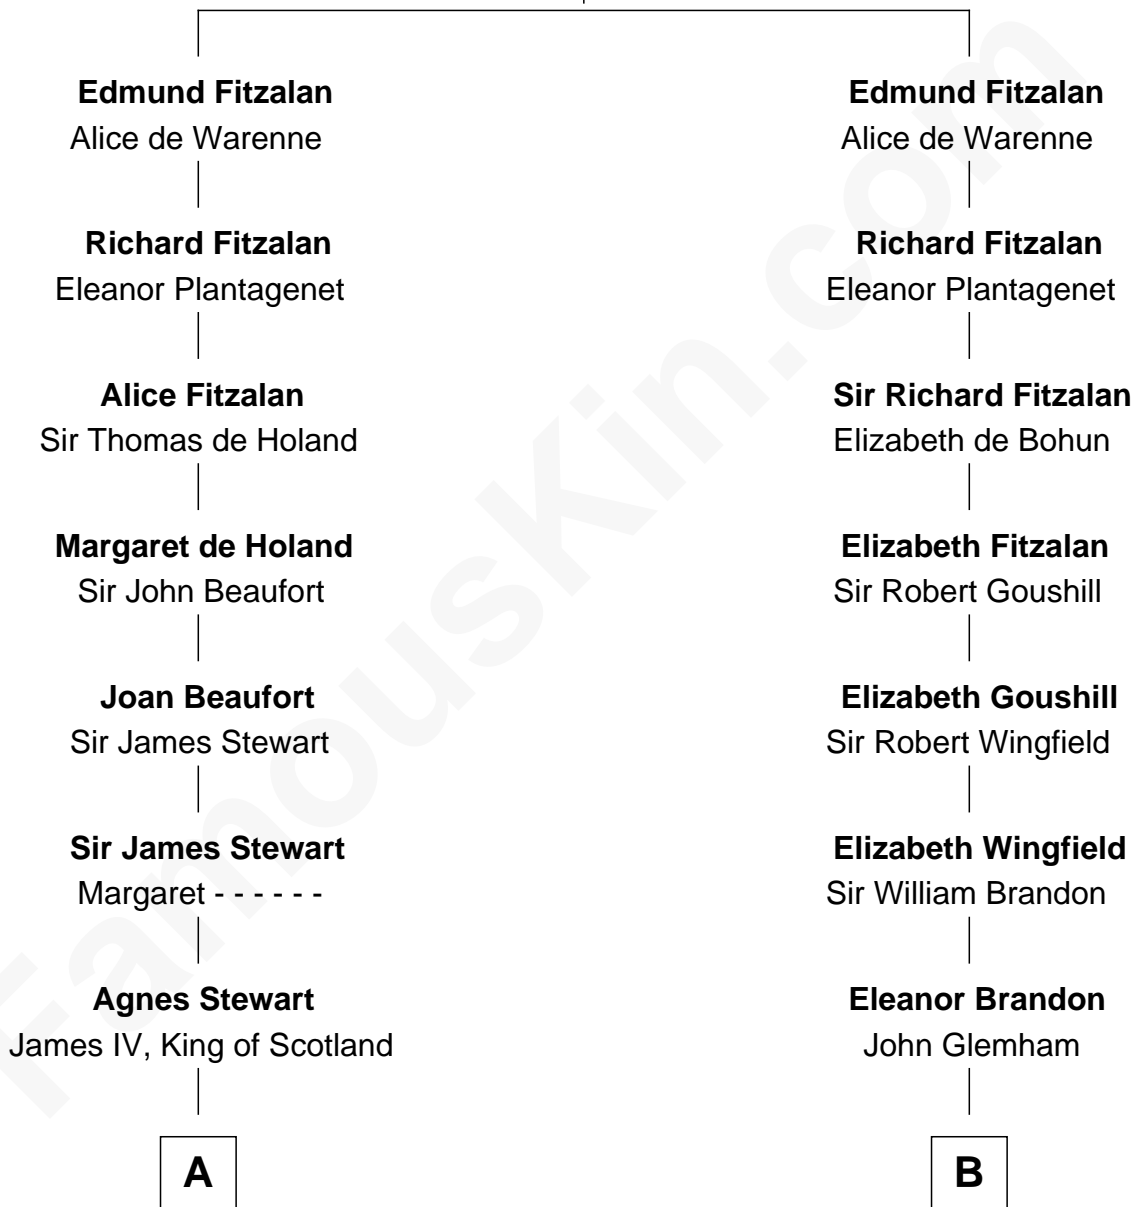 Edmund Fitzalan
Alice de Warenne
Richard Fitzalan
Eleanor Plantagenet
Alice Fitzalan
Sir Thomas de Holand
Margaret de Holand
Sir John Beaufort
Joan Beaufort
Sir James Stewart
Sir James Stewart
Margaret - - - - - -
Agnes Stewart
James IV, King of Scotland
A
Edmund Fitzalan
Alice de Warenne
Richard Fitzalan
Eleanor Plantagenet
Sir Richard Fitzalan
Elizabeth de Bohun
Elizabeth Fitzalan
Sir Robert Goushill
Elizabeth Goushill
Sir Robert Wingfield
Elizabeth Wingfield
Sir William Brandon
Eleanor Brandon
John Glemham
B
FamousKin.com